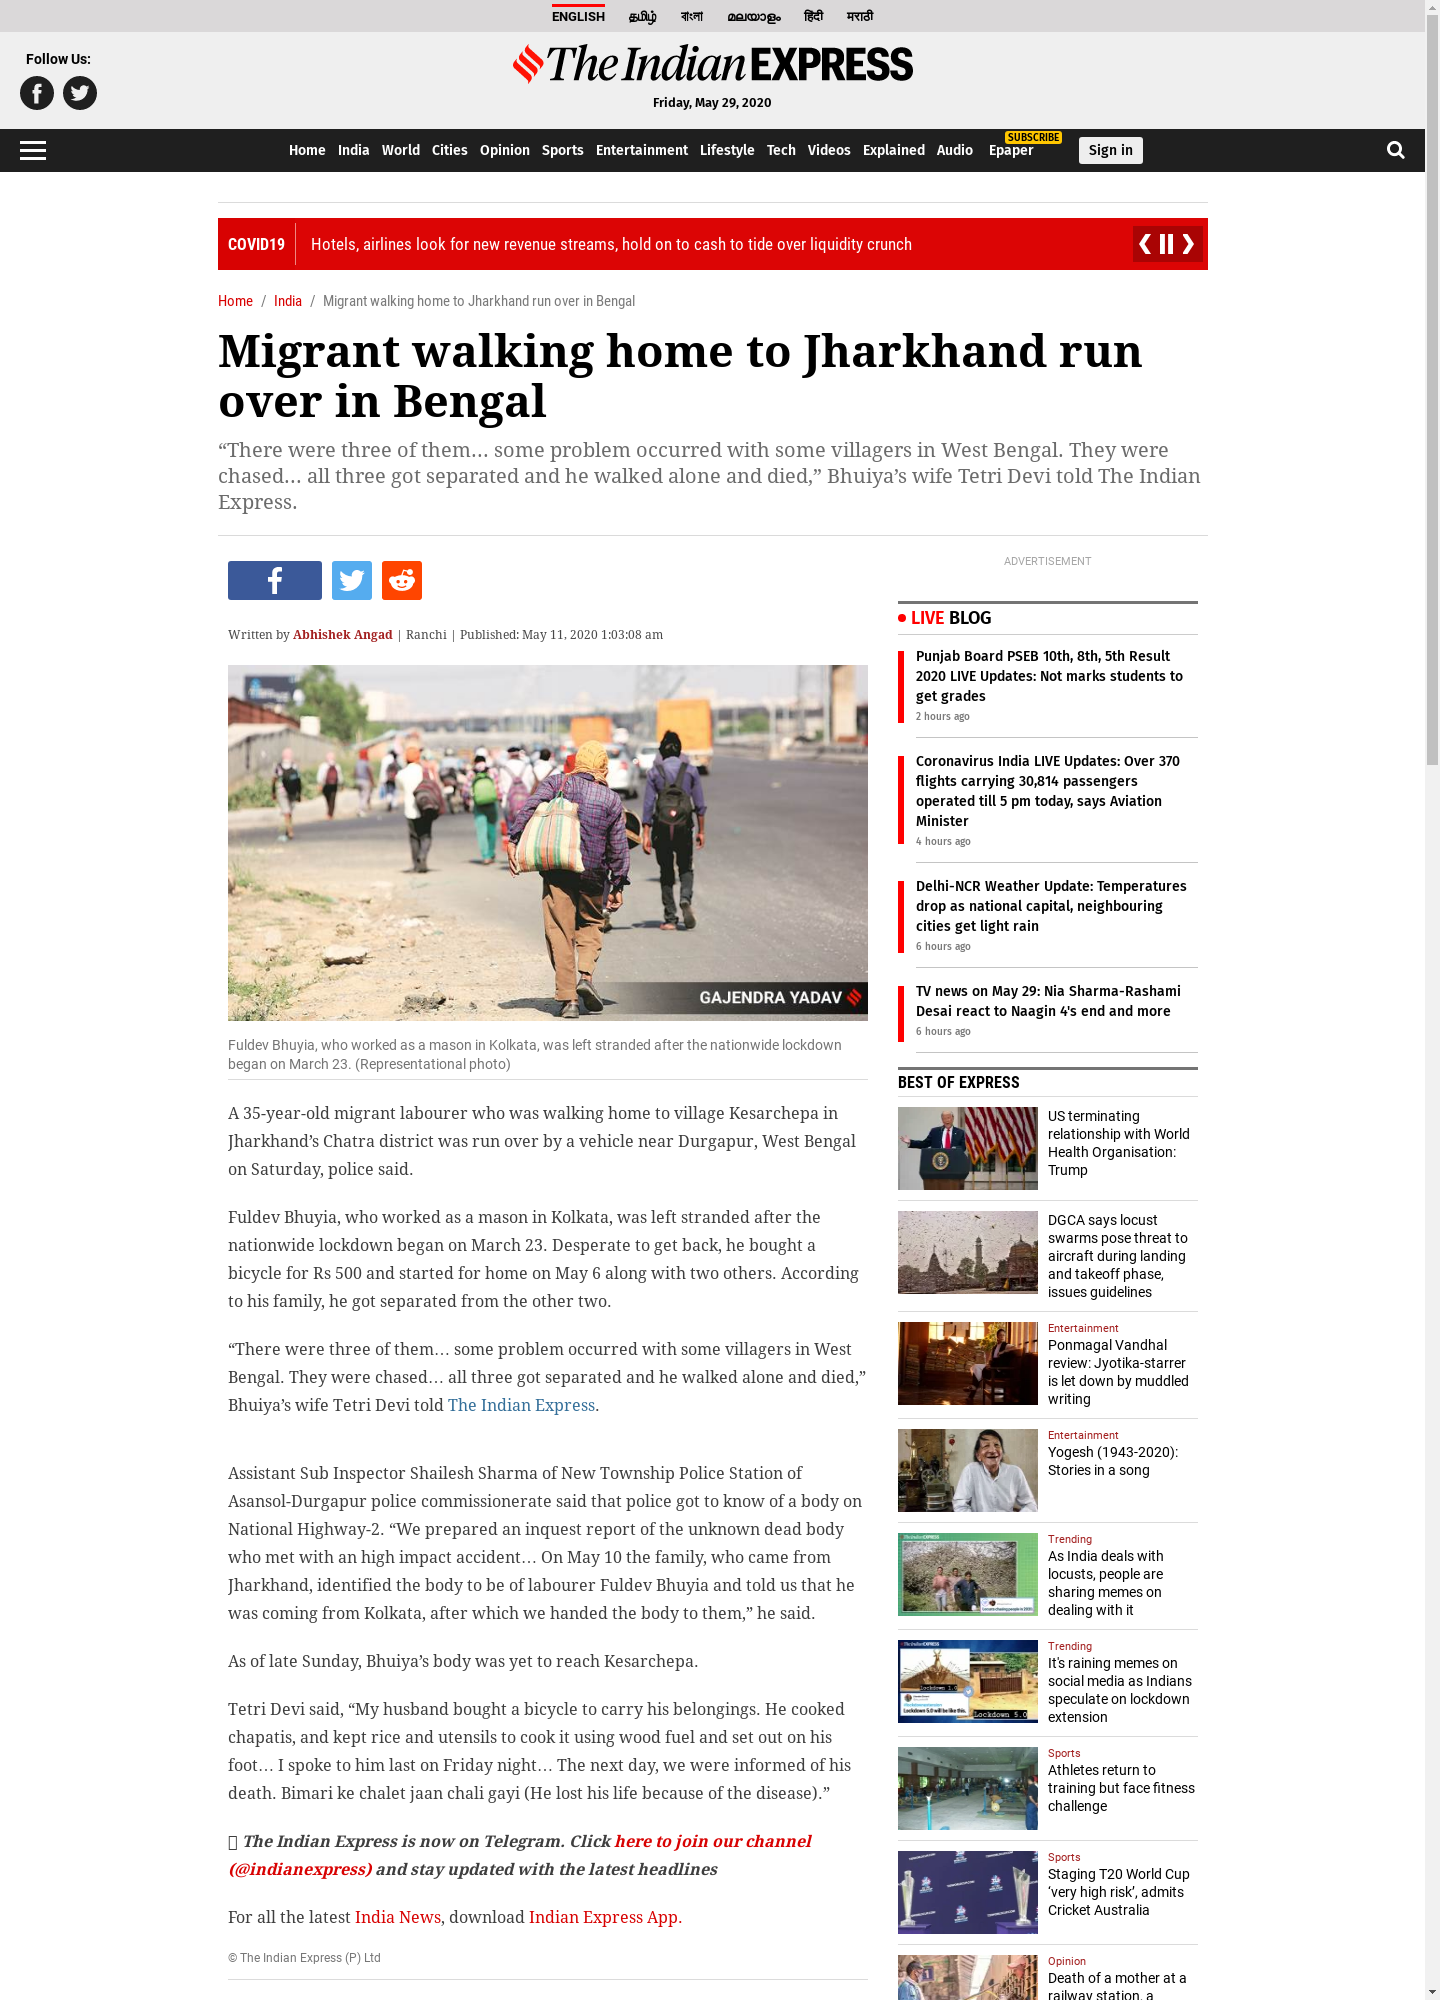 ENGLISH தமிழ் বাংলা മലയാളം हिंदी मराठी
Follow Us:
The Indian EXPRESS
Friday, May 29, 2020
Home India World Cities Opinion Sports Entertainment Lifestyle Tech Videos Explained Audio Epaper SUBSCRIBE Sign in
COVID19 Hotels, airlines look for new revenue streams, hold on to cash to tide over liquidity crunch
Home / India / Migrant walking home to Jharkhand run over in Bengal
Migrant walking home to Jharkhand run
over in Bengal
“There were three of them... some problem occurred with some villagers in West Bengal. They were
chased... all three got separated and he walked alone and died,” Bhuiya’s wife Tetri Devi told The Indian
Express.
Written by Abhishek Angad | Ranchi | Published: May 11, 2020 1:03:08 am
GAJENDRA YADAV
Fuldev Bhuyia, who worked as a mason in Kolkata, was left stranded after the nationwide lockdown
began on March 23. (Representational photo)
A 35-year-old migrant labourer who was walking home to village Kesarchepa in
Jharkhand’s Chatra district was run over by a vehicle near Durgapur, West Bengal
on Saturday, police said.
Fuldev Bhuyia, who worked as a mason in Kolkata, was left stranded after the
nationwide lockdown began on March 23. Desperate to get back, he bought a
bicycle for Rs 500 and started for home on May 6 along with two others. According
to his family, he got separated from the other two.
“There were three of them… some problem occurred with some villagers in West
Bengal. They were chased… all three got separated and he walked alone and died,”
Bhuiya’s wife Tetri Devi told The Indian Express.
Assistant Sub Inspector Shailesh Sharma of New Township Police Station of
Asansol-Durgapur police commissionerate said that police got to know of a body on
National Highway-2. “We prepared an inquest report of the unknown dead body
who met with an high impact accident… On May 10 the family, who came from
Jharkhand, identified the body to be of labourer Fuldev Bhuyia and told us that he
was coming from Kolkata, after which we handed the body to them,” he said.
As of late Sunday, Bhuiya’s body was yet to reach Kesarchepa.
Tetri Devi said, “My husband bought a bicycle to carry his belongings. He cooked
chapatis, and kept rice and utensils to cook it using wood fuel and set out on his
foot… I spoke to him last on Friday night… The next day, we were informed of his
death. Bimari ke chalet jaan chali gayi (He lost his life because of the disease).”
The Indian Express is now on Telegram. Click here to join our channel
(@indianexpress) and stay updated with the latest headlines
For all the latest India News, download Indian Express App.
© The Indian Express (P) Ltd
ADVERTISEMENT
LIVE BLOG
Punjab Board PSEB 10th, 8th, 5th Result
2020 LIVE Updates: Not marks students to
get grades
2 hours ago
Coronavirus India LIVE Updates: Over 370
flights carrying 30,814 passengers
operated till 5 pm today, says Aviation
Minister
4 hours ago
Delhi-NCR Weather Update: Temperatures
drop as national capital, neighbouring
cities get light rain
6 hours ago
TV news on May 29: Nia Sharma-Rashami
Desai react to Naagin 4's end and more
6 hours ago
BEST OF EXPRESS
US terminating
relationship with World
Health Organisation:
Trump
DGCA says locust
swarms pose threat to
aircraft during landing
and takeoff phase,
issues guidelines
Entertainment
Ponmagal Vandhal
review: Jyotika-starrer
is let down by muddled
writing
Entertainment
Yogesh (1943-2020):
Stories in a song
Trending
As India deals with
locusts, people are
sharing memes on
dealing with it
Trending
It's raining memes on
social media as Indians
speculate on lockdown
extension
Lockdown 1.0
Lockdown 5.0 will be like this.
Lockdown 5.0
Sports
Athletes return to
training but face fitness
challenge
Sports
Staging T20 World Cup
‘very high risk’, admits
Cricket Australia
Opinion
Death of a mother at a
railway station, a